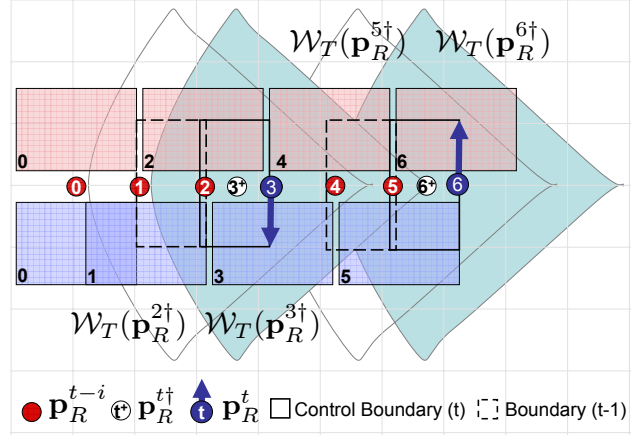 𝒲_T(𝐩_R^{5†}) 𝒲_T(𝐩_R^{6†})
0 2 4 6
0 1 2 3⁺ 3 4 5 6⁺ 6
0 1 3 5
𝒲_T(𝐩_R^{2†}) 𝒲_T(𝐩_R^{3†})
𝐩_R^{t−i} t⁺ 𝐩_R^{t†} t 𝐩_R^t Control Boundary (t) Boundary (t-1)